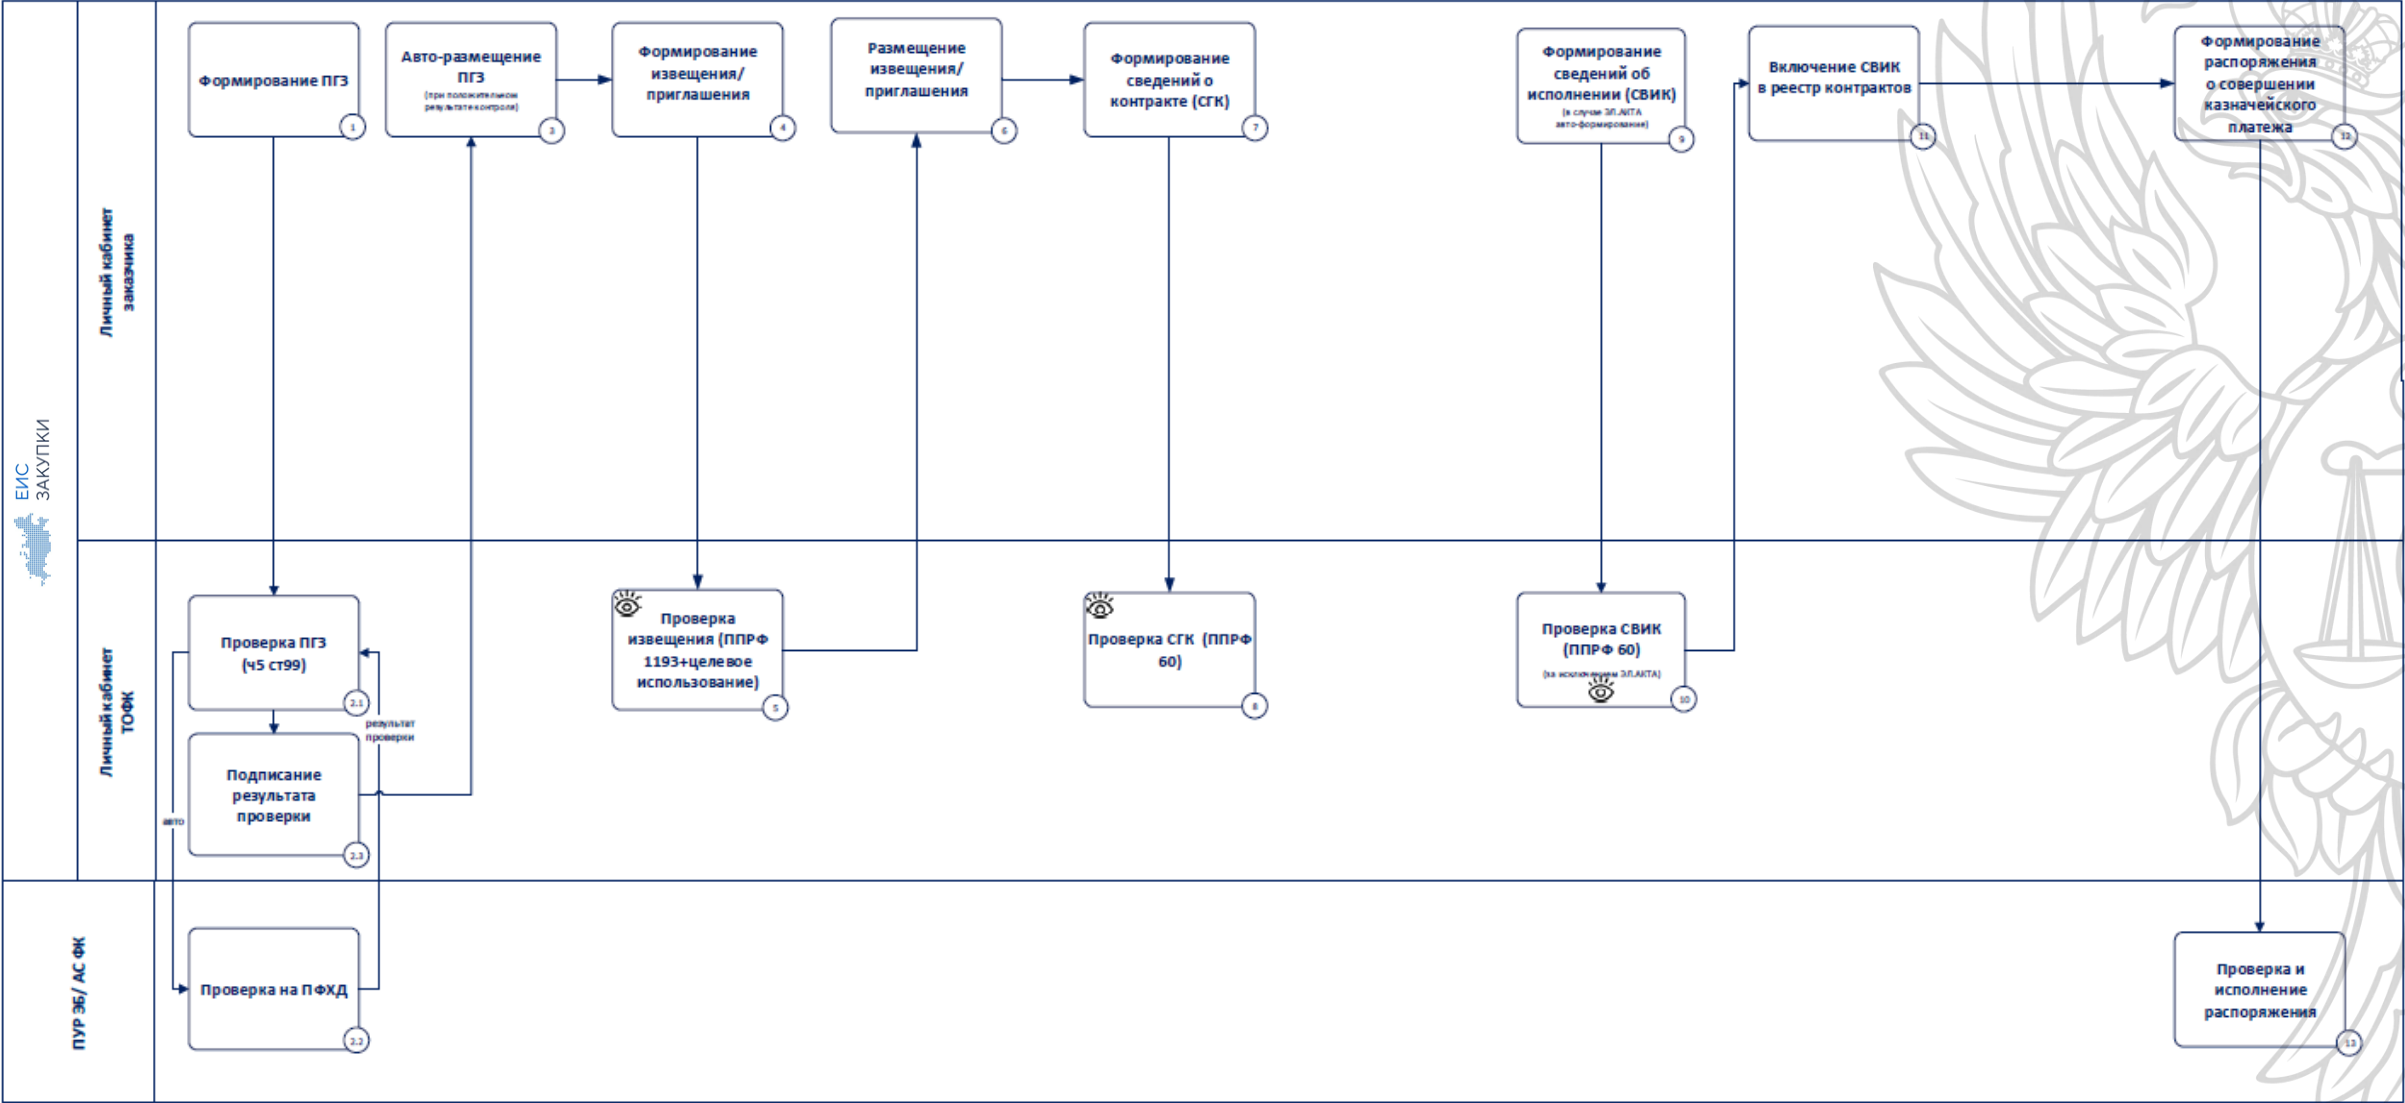 ЕИС
ЗАКУПКИ
Личный кабинет
заказчика
Формирование ПГЗ
1
Авто-размещение
ПГЗ
(при положительном
результате контроля)
3
Формирование
извещения/
приглашения
4
Размещение
извещения/
приглашения
6
Формирование
сведений о
контракте (СГК)
7
Формирование
сведений об
исполнении (СВИК)
(в случае ЭЛ.АКТА
авто-формирование)
9
Включение СВИК
в реестр контрактов
11
Формирование
распоряжения
о совершении
казначейского
платежа
12
Личный кабинет
ТОФК
Проверка ПГЗ
(ч5 ст99)
2.1
результат
проверки
Подписание
результата
проверки
2.3
авто
Проверка
извещения (ППРФ
1193+целевое
использование)
5
Проверка СГК (ППРФ
60)
8
Проверка СВИК
(ППРФ 60)
(за исключением ЭЛ.АКТА)
10
ПУР ЭБ/ АС ФК
Проверка на ПФХД
2.2
Проверка и
исполнение
распоряжения
13